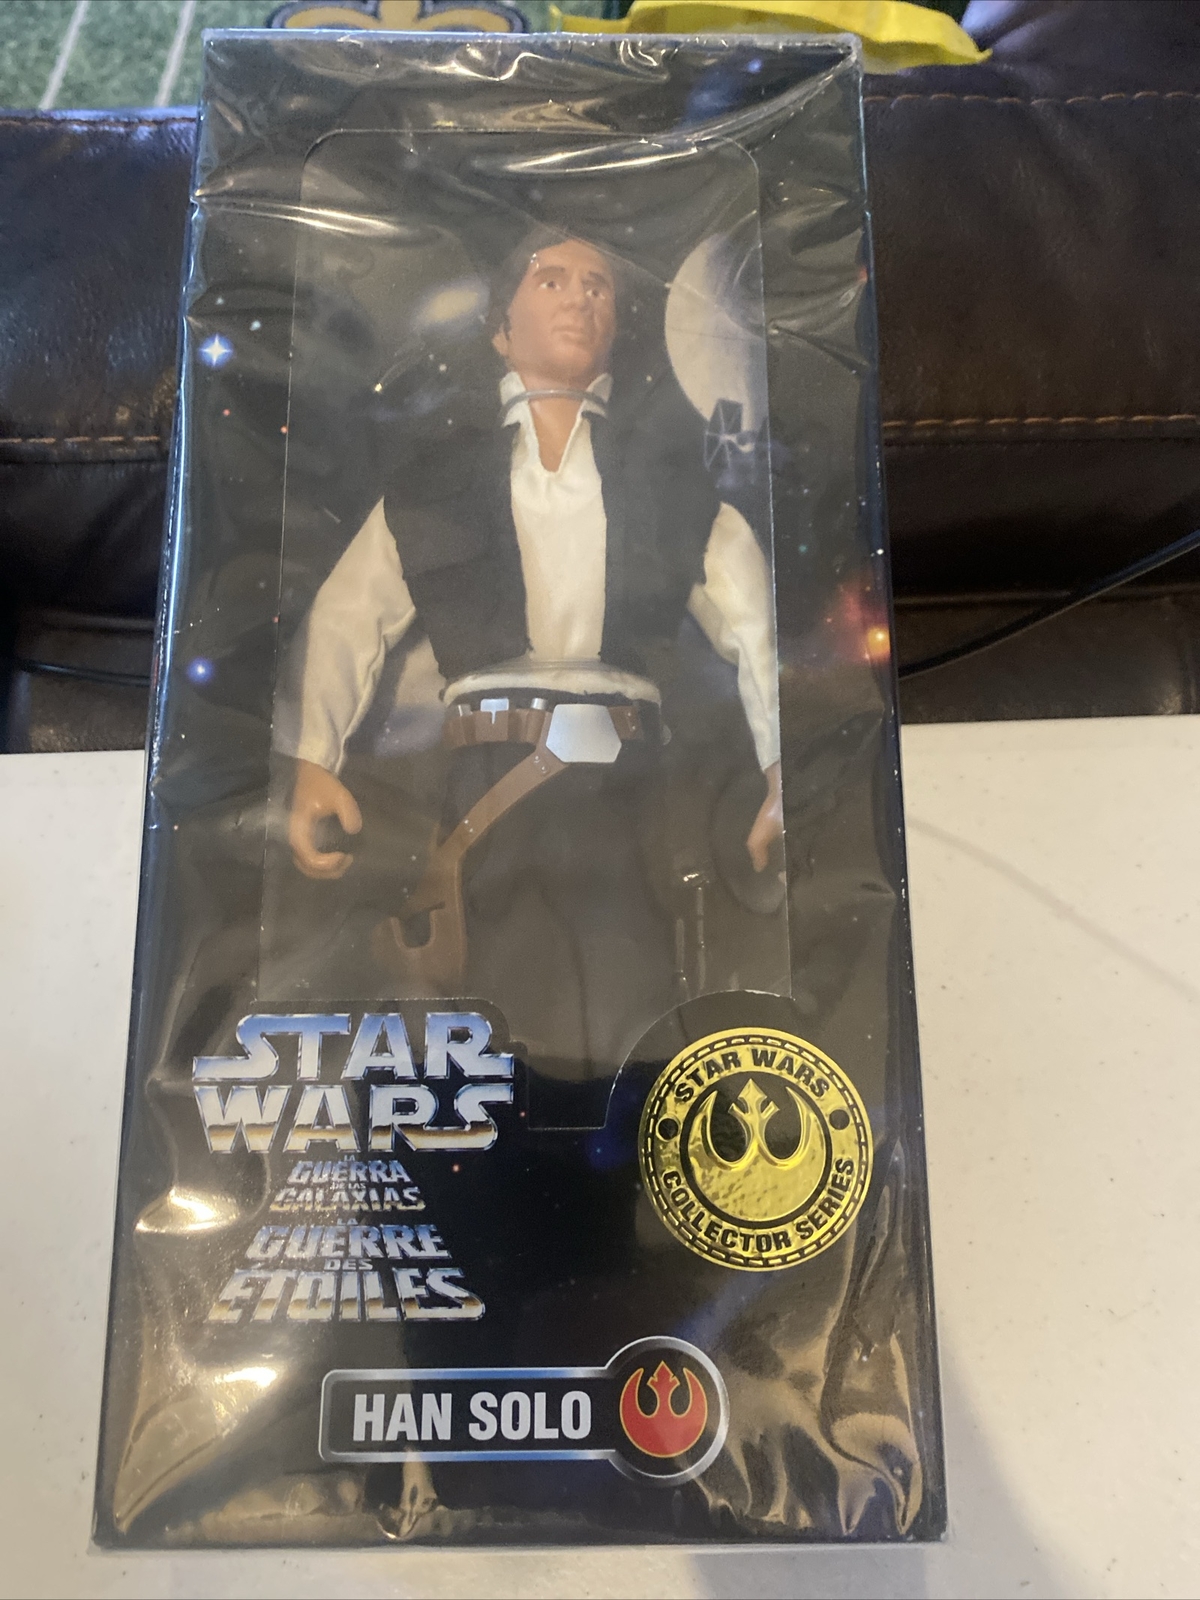 STAR
WARS
LA
GUERRA
DE LAS
GALAXIAS
LA
GUERRE
DES
ÉTOILES
STAR WARS
COLLECTOR SERIES
HAN SOLO